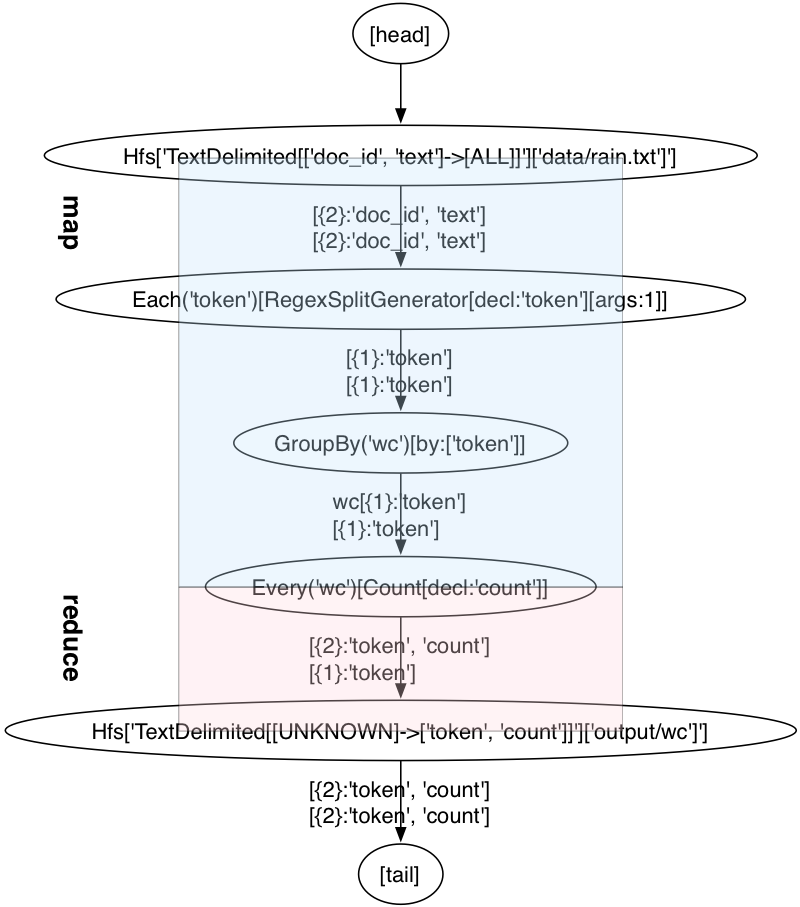 [head]
Hfs['TextDelimited[['doc_id', 'text']->[ALL]]']['data/rain.txt']']
map
[{2}:'doc_id', 'text']
[{2}:'doc_id', 'text']
Each('token')[RegexSplitGenerator[decl:'token'][args:1]]
[{1}:'token']
[{1}:'token']
GroupBy('wc')[by:['token']]
wc[{1}:'token']
[{1}:'token']
Every('wc')[Count[decl:'count']]
reduce
[{2}:'token', 'count']
[{1}:'token']
Hfs['TextDelimited[[UNKNOWN]->['token', 'count']]']['output/wc']']
[{2}:'token', 'count']
[{2}:'token', 'count']
[tail]